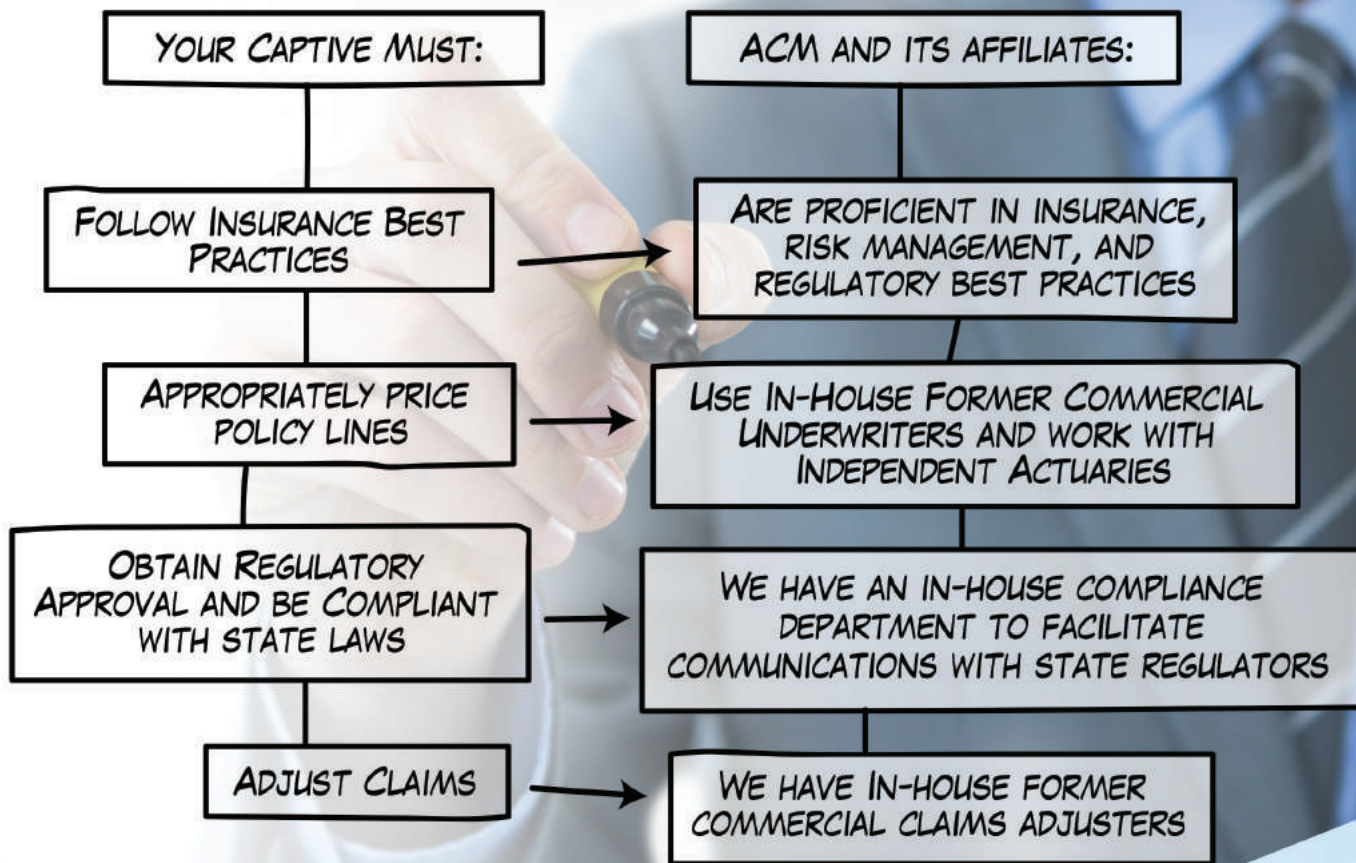 YOUR CAPTIVE MUST:
FOLLOW INSURANCE BEST
PRACTICES
APPROPRIATELY PRICE
POLICY LINES
OBTAIN REGULATORY
APPROVAL AND BE COMPLIANT
WITH STATE LAWS
ADJUST CLAIMS
ACM AND ITS AFFILIATES:
ARE PROFICIENT IN INSURANCE,
RISK MANAGEMENT, AND
REGULATORY BEST PRACTICES
USE IN-HOUSE FORMER COMMERCIAL
UNDERWRITERS AND WORK WITH
INDEPENDENT ACTUARIES
WE HAVE AN IN-HOUSE COMPLIANCE
DEPARTMENT TO FACILITATE
COMMUNICATIONS WITH STATE REGULATORS
WE HAVE IN-HOUSE FORMER
COMMERCIAL CLAIMS ADJUSTERS